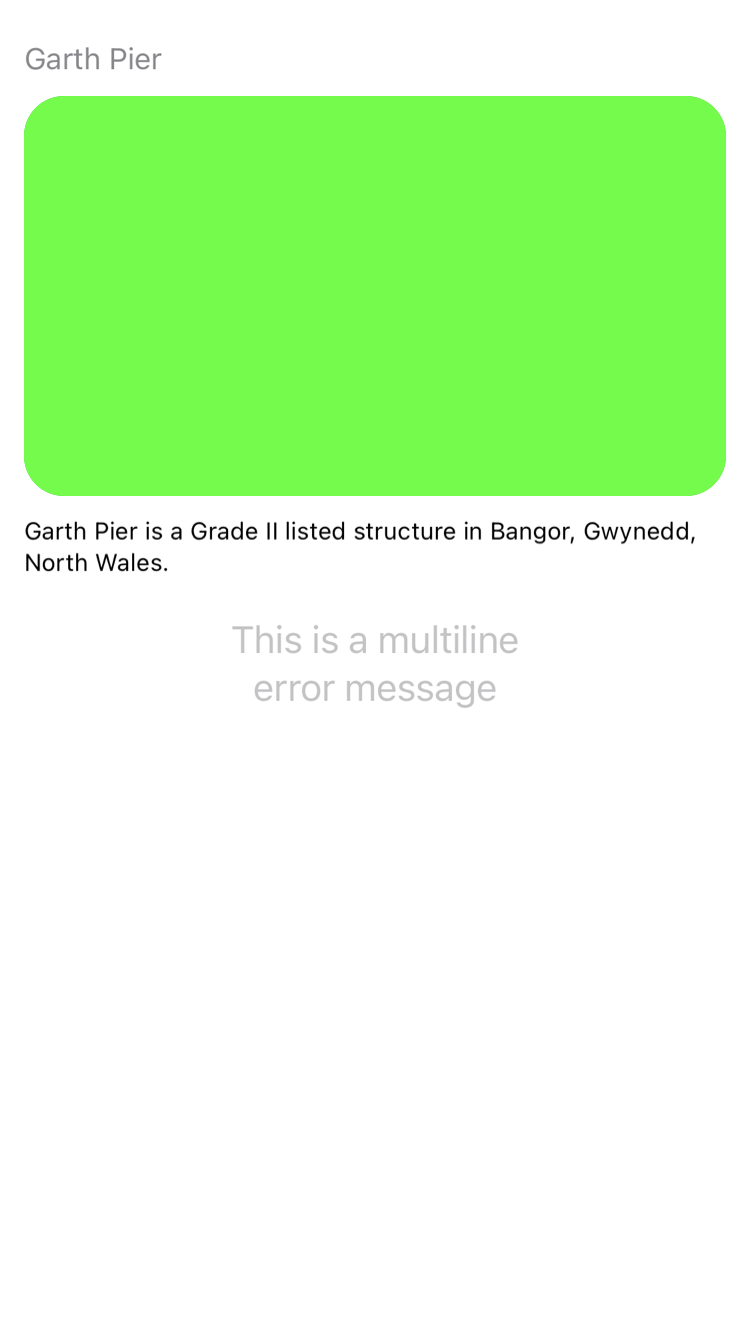 Garth Pier
Garth Pier is a Grade II listed structure in Bangor, Gwynedd,
North Wales.
This is a multiline
error message